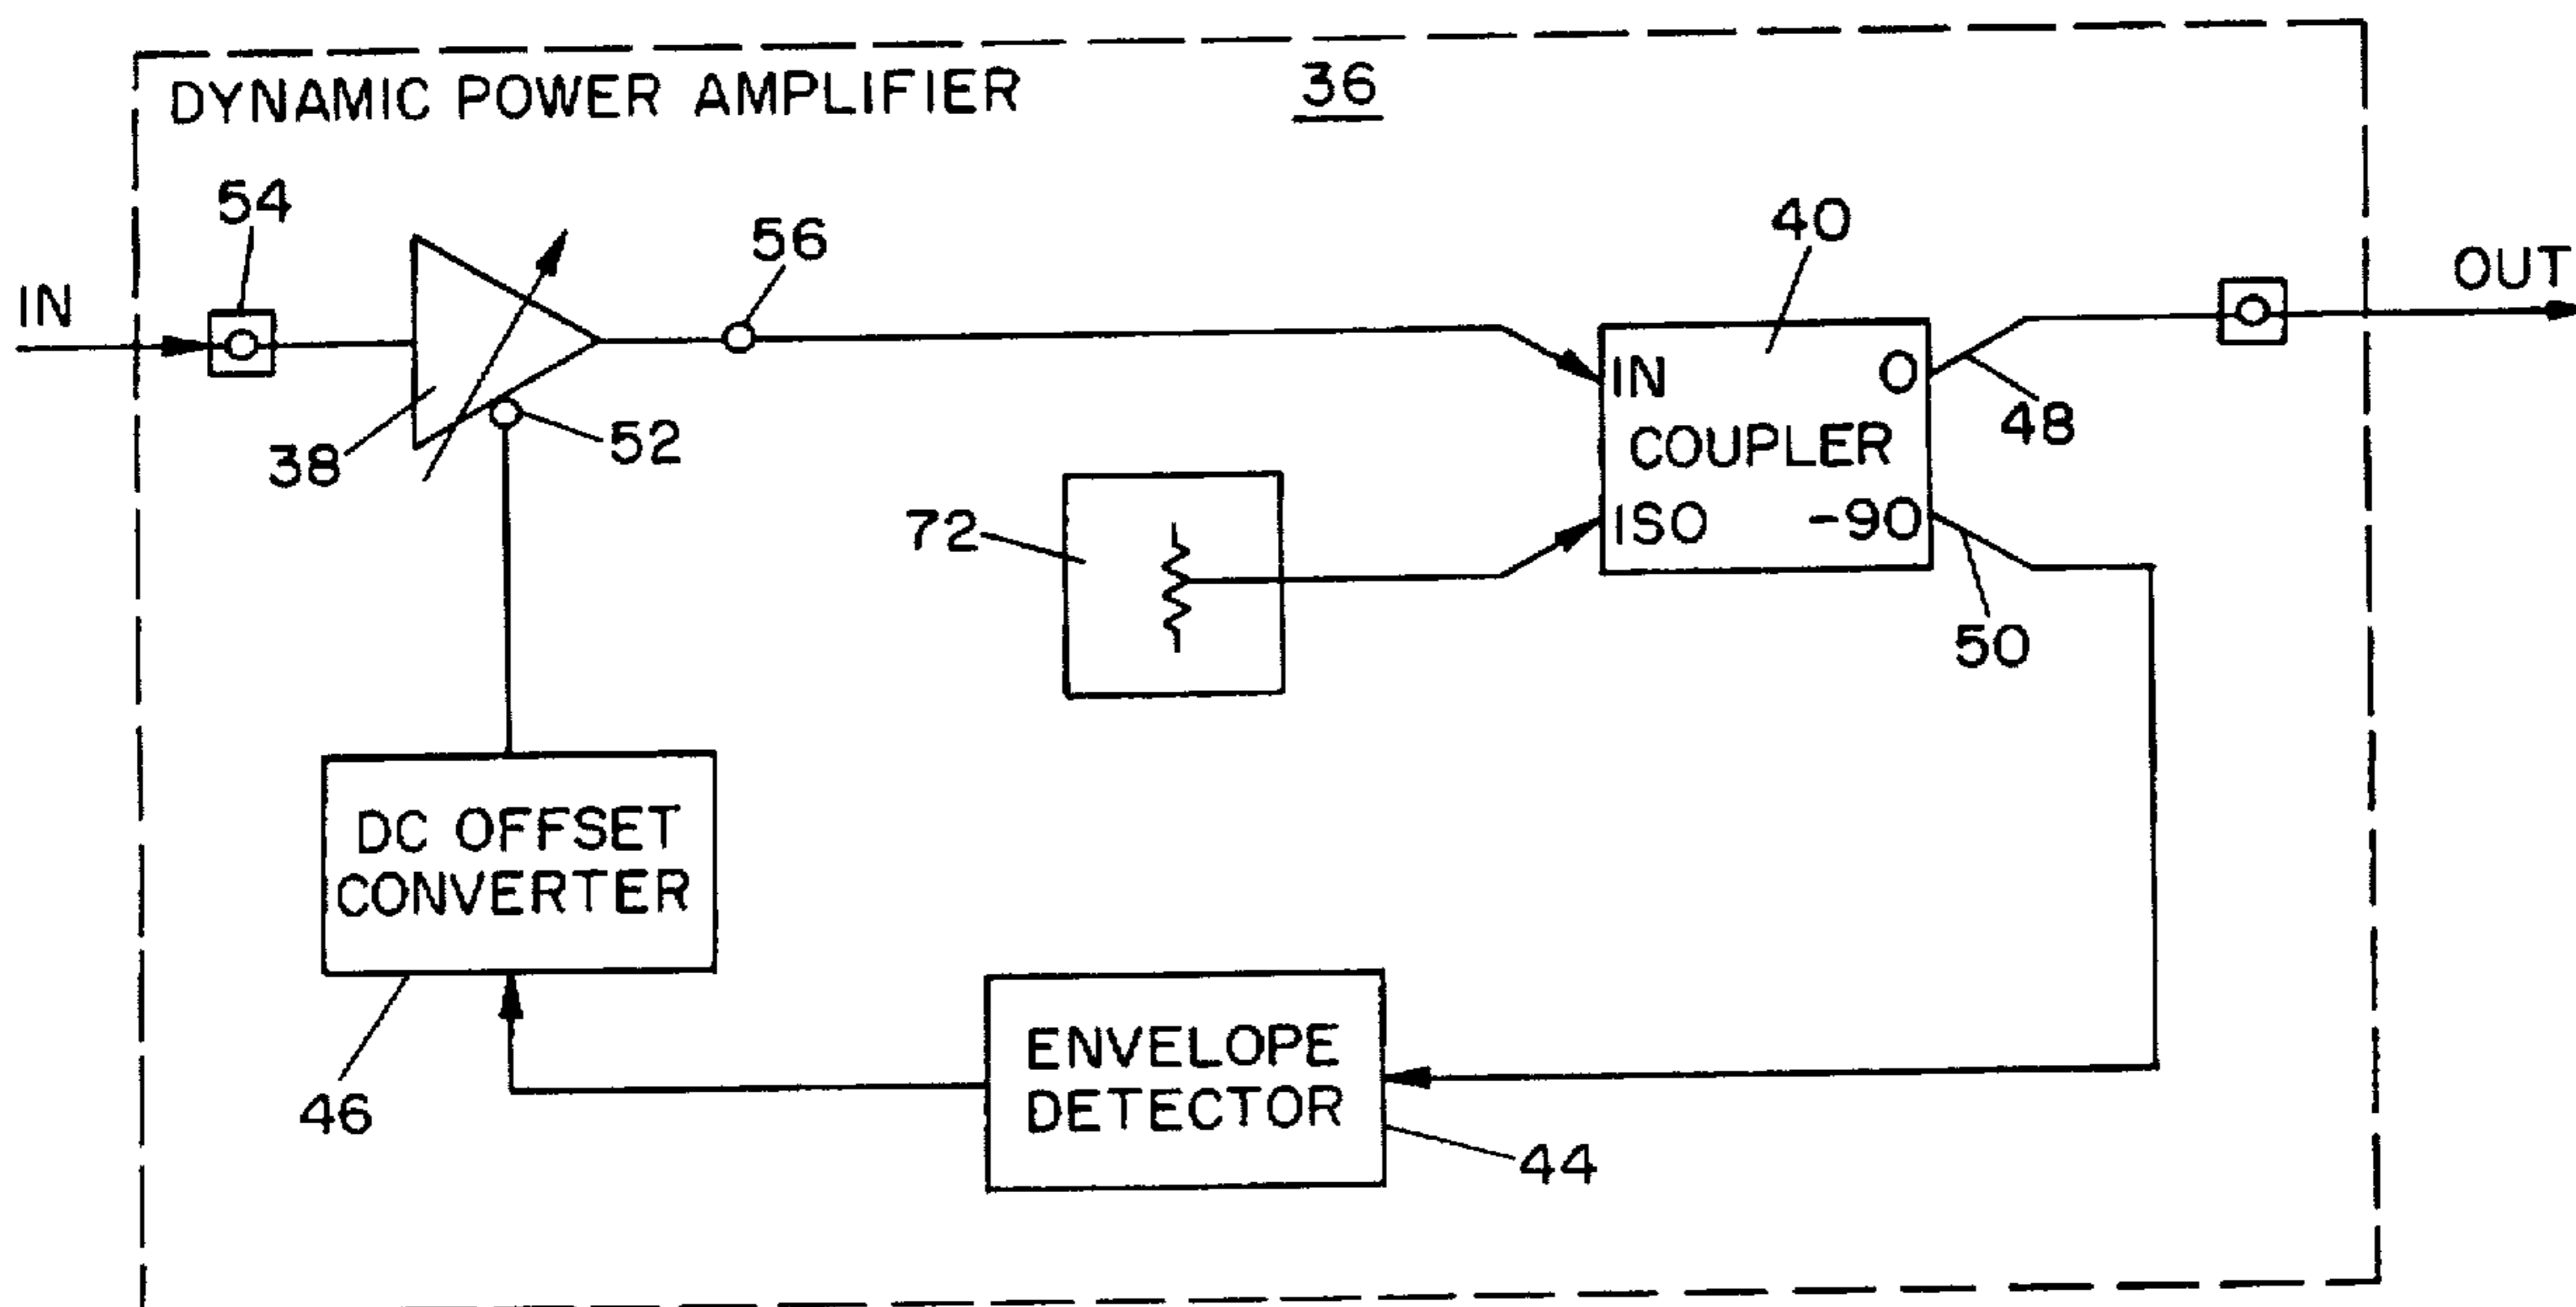 DYNAMIC POWER AMPLIFIER 36
54
56
40
IN
OUT
IN 0
COUPLER
ISO -90
48
38
52
72
50
DC OFFSET
CONVERTER
46
ENVELOPE
DETECTOR
44